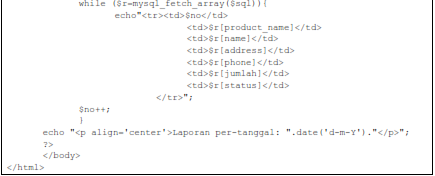 while ($r=mysql_fetch_array($sql)){
echo"<tr><td>$no</td>
<td>$r[product_name]</td>
<td>$r[name]</td>
<td>$r[address]</td>
<td>$r[phone]</td>
<td>$r[jumlah]</td>
<td>$r[status]</td>
</tr>";
$no++;
}
echo "<p align='center'>Laporan per-tanggal: ".date('d-m-Y')."</p>";
?>
</body>
</html>